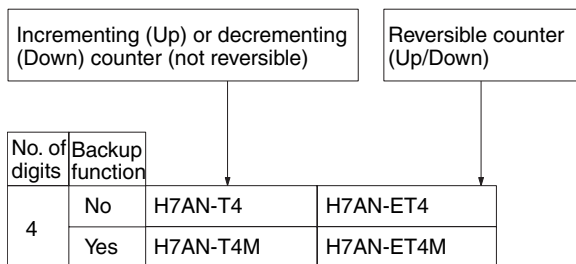 Incrementing (Up) or decrementing
(Down) counter (not reversible)
Reversible counter
(Up/Down)
No. of
digits
Backup
function
4
No
H7AN-T4
H7AN-ET4
Yes
H7AN-T4M
H7AN-ET4M